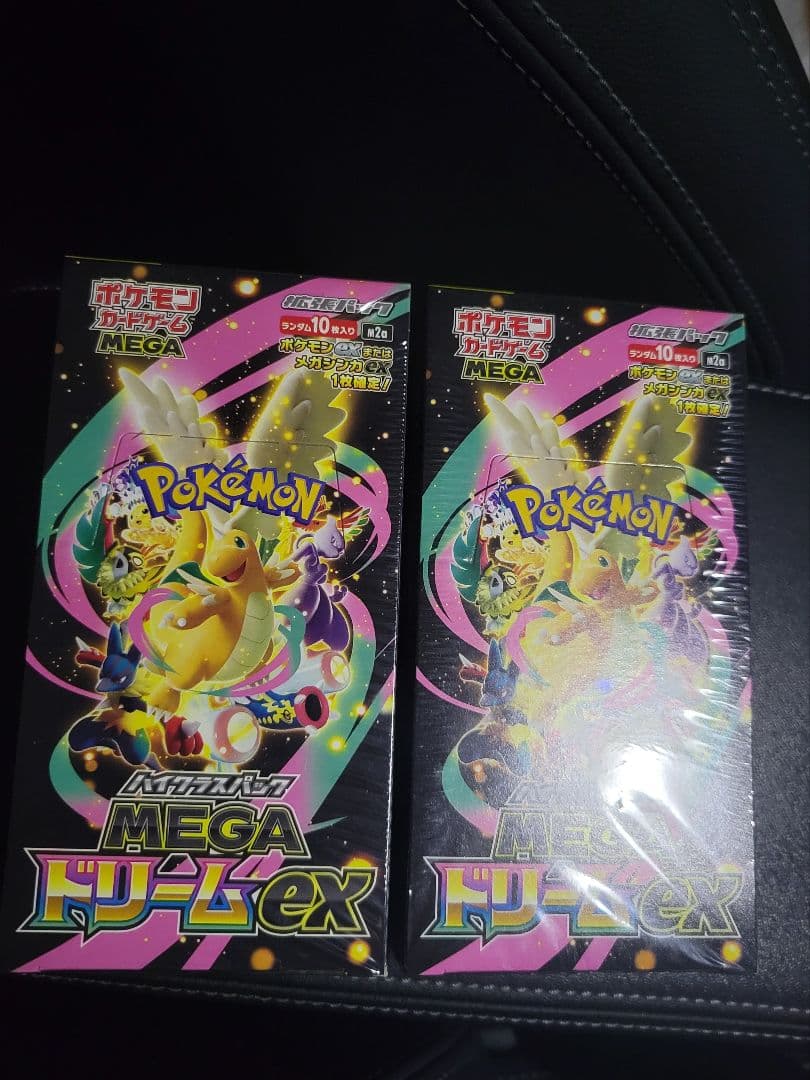 ポケモン
カードゲーム
MEGA
拡張パック
ランダム10枚入り
M2a
ポケモンexまたは
メガシンカex
1枚確定!
POKéMON
ハイクラスパック
MEGA
ドリームex
ポケモン
カードゲーム
MEGA
拡張パック
ランダム10枚入り
M2a
ポケモンexまたは
メガシンカex
1枚確定!
POKéMON
MEGA
ドリームex